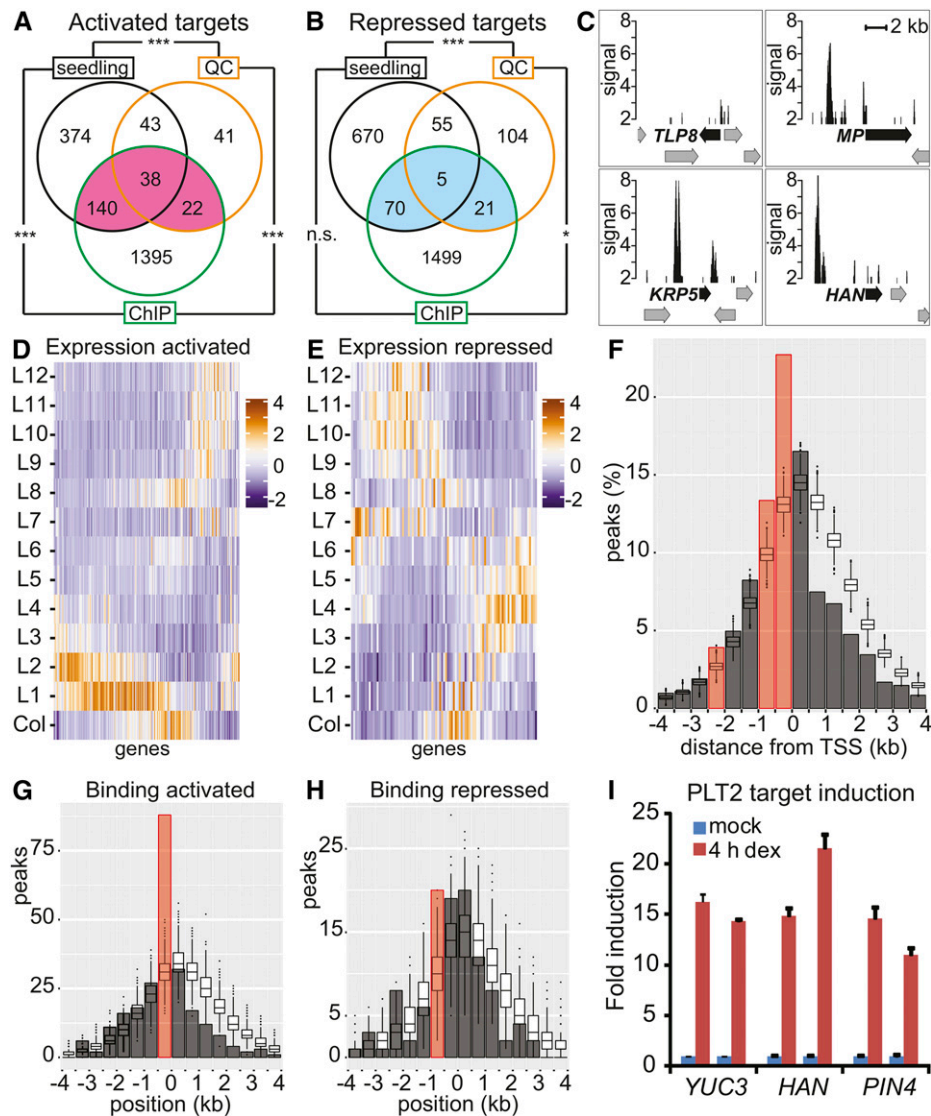 A Activated targets
*** 
seedling QC
374 43 41
38
140 22
*** ***
1395
ChIP
B Repressed targets
***
seedling QC
670 55 104
5
70 21
n.s. *
1499
ChIP
C
signal
8
6
4
2
TLP8
signal
8
6
4
2
2 kb
MP
signal
8
6
4
2
KRP5
signal
8
6
4
2
HAN
D Expression activated
L12
L11
L10
L9
L8
L7
L6
L5
L4
L3
L2
L1
Col
genes
4
2
0
-2
E Expression repressed
L12
L11
L10
L9
L8
L7
L6
L5
L4
L3
L2
L1
Col
genes
4
2
0
-2
F
peaks (%)
20
15
10
5
0
-4 -3 -2 -1 0 1 2 3 4
distance from TSS (kb)
G Binding activated
peaks
75
50
25
0
-4 -3 -2 -1 0 1 2 3 4
position (kb)
H Binding repressed
peaks
25
15
5
0
-4 -3 -2 -1 0 1 2 3 4
position (kb)
I PLT2 target induction
mock
4 h dex
Fold induction
25
20
15
10
5
0
YUC3 HAN PIN4